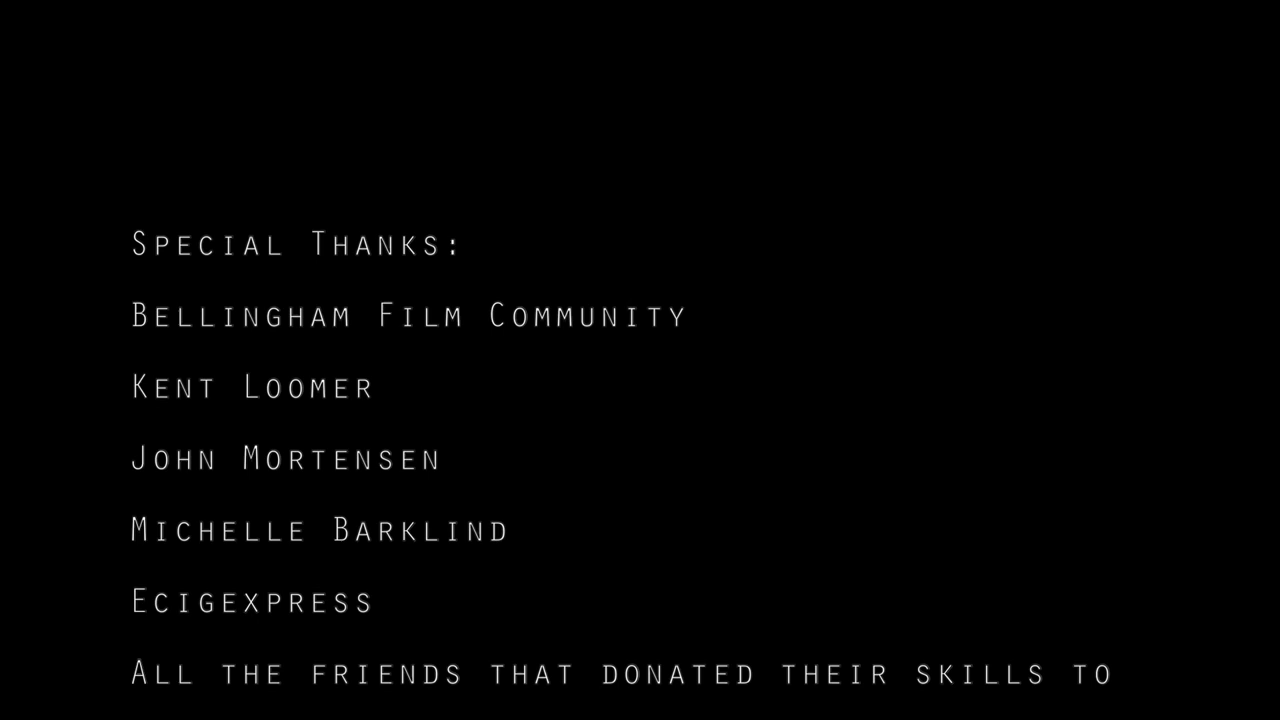 Special Thanks:
Bellingham Film Community
Kent Loomer
John Mortensen
Michelle Barklind
Ecigexpress
All the friends that donated their skills to